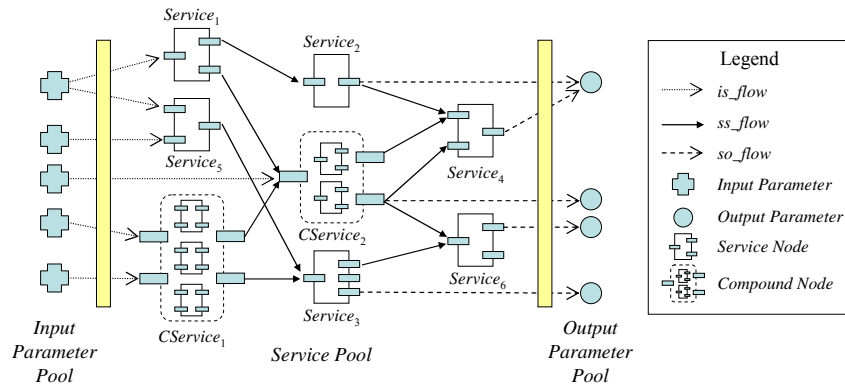 Service1
Service2
Service5
Service4
CService2
CService1
Service3
Service6
Input
Parameter
Pool
Service Pool
Output
Parameter
Pool
Legend
is_flow
ss_flow
so_flow
Input Parameter
Output Parameter
Service Node
Compound Node